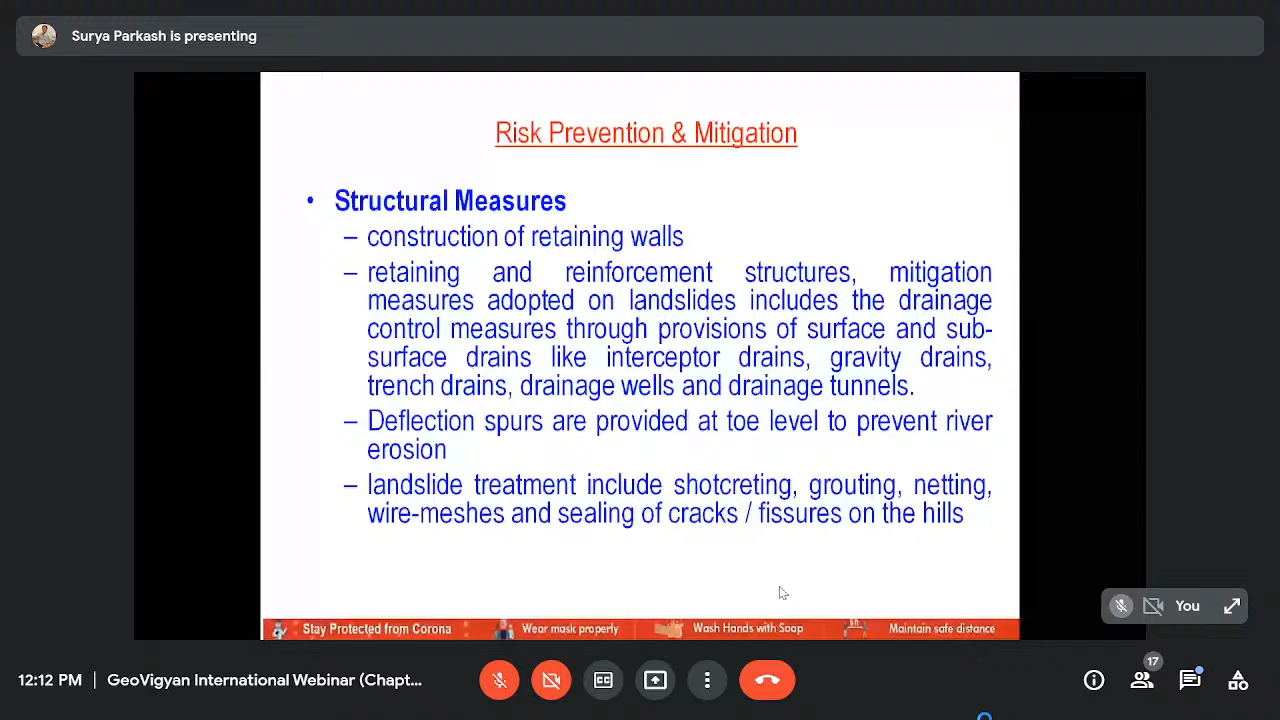 Surya Parkash is presenting
Risk Prevention & Mitigation
• Structural Measures
– construction of retaining walls
– retaining and reinforcement structures, mitigation
measures adopted on landslides includes the drainage
control measures through provisions of surface and sub-
surface drains like interceptor drains, gravity drains,
trench drains, drainage wells and drainage tunnels.
– Deflection spurs are provided at toe level to prevent river
erosion
– landslide treatment include shotcreting, grouting, netting,
wire-meshes and sealing of cracks / fissures on the hills
You
Stay Protected from Corona Wear mask properly Wash Hands with Soap 6ft Maintain safe distance
17
12:12 PM | GeoVigyan International Webinar (Chapt...